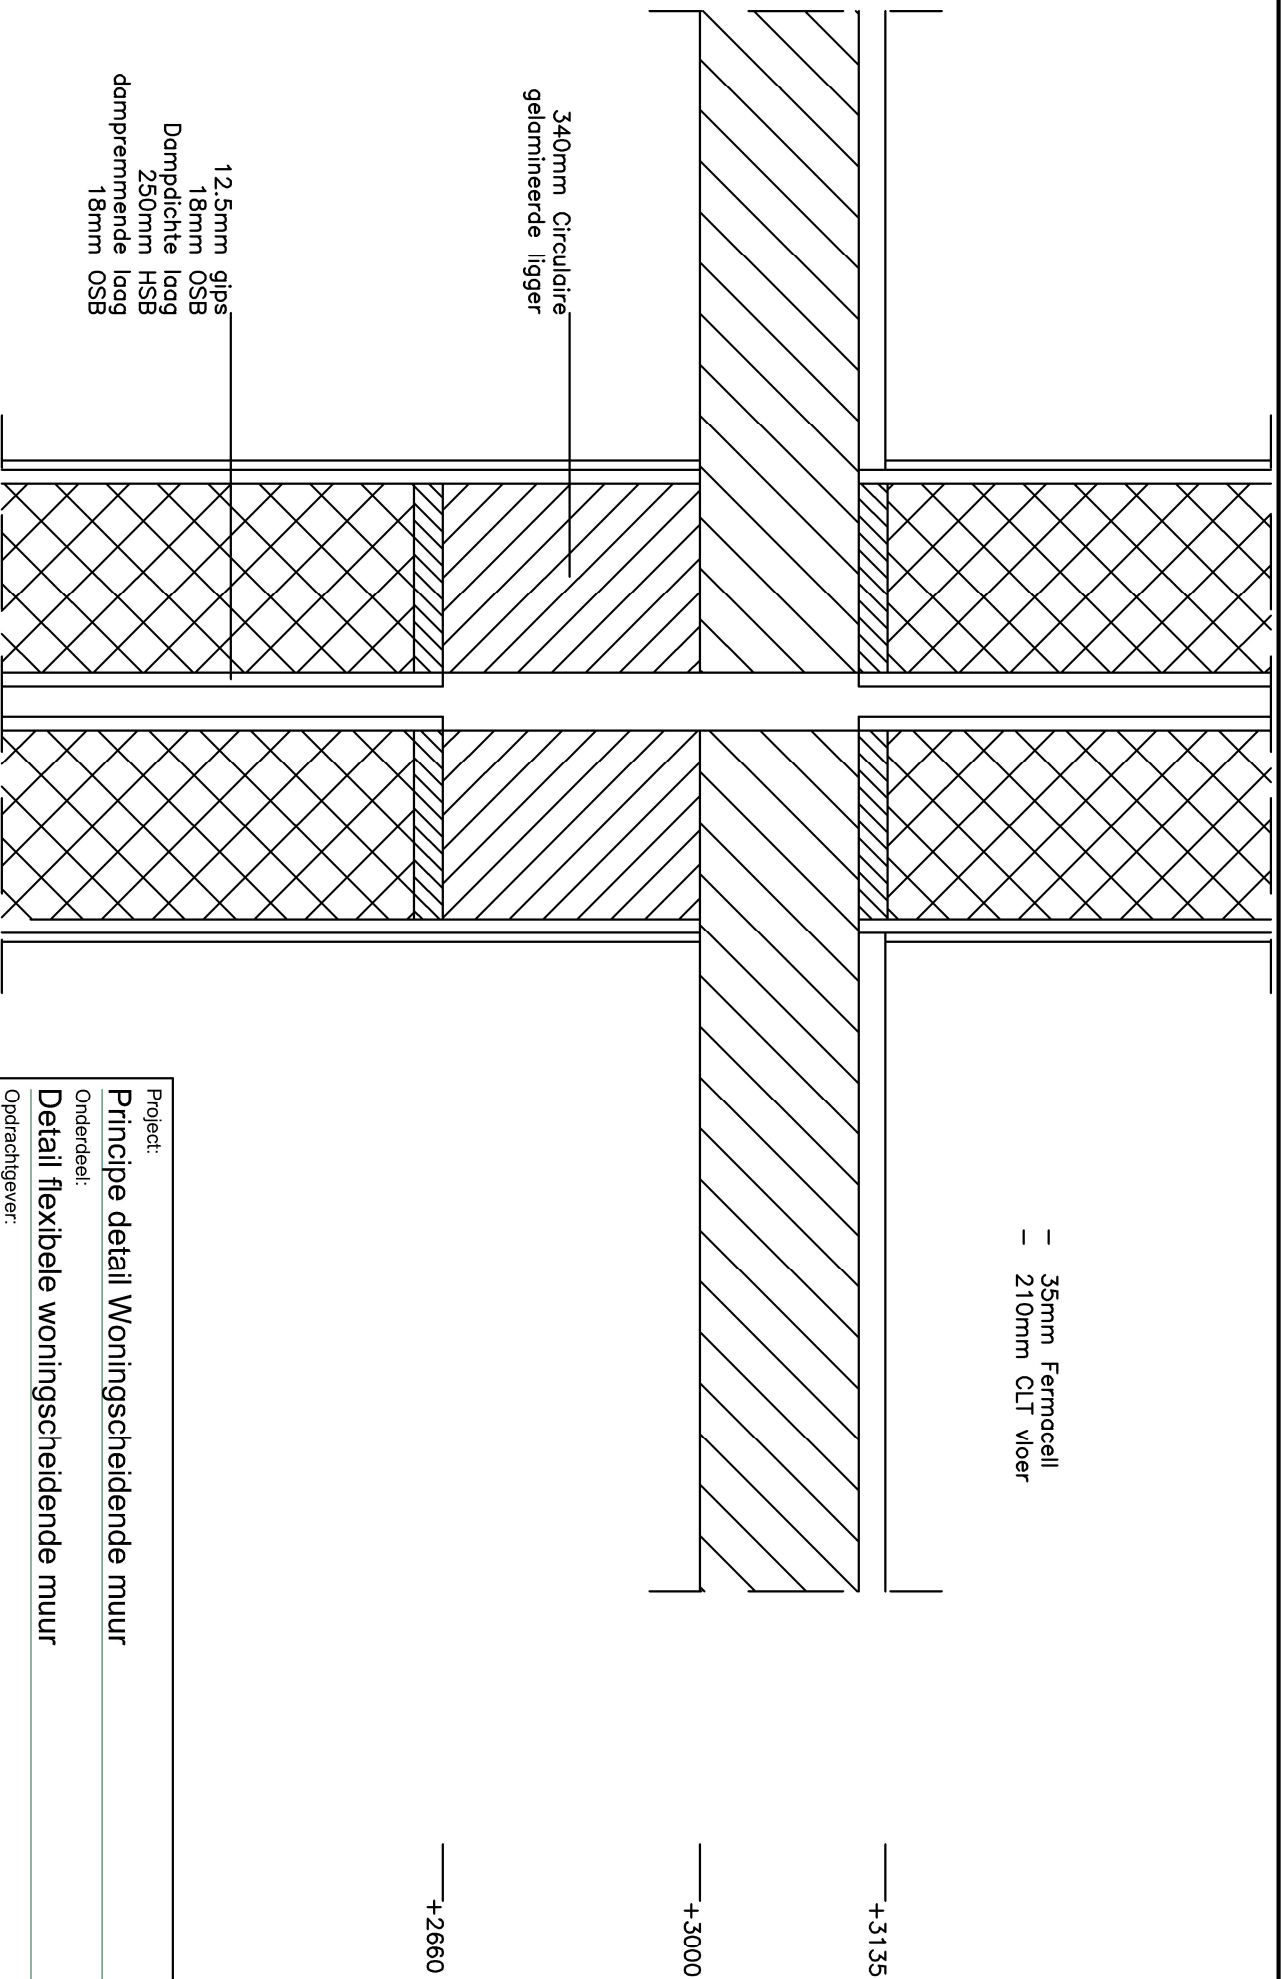 - 35mm Fermacell
- 210mm CLT vloer
+3135
+3000
+2660
340mm Circulaire
gelamineerde ligger
12.5mm gips
18mm OSB
Dampdichte laag
250mm HSB
dampremmende laag
18mm OSB
Project:
Principe detail Woningscheidende muur
Onderdeel:
Detail flexibele woningscheidende muur
Opdrachtgever: